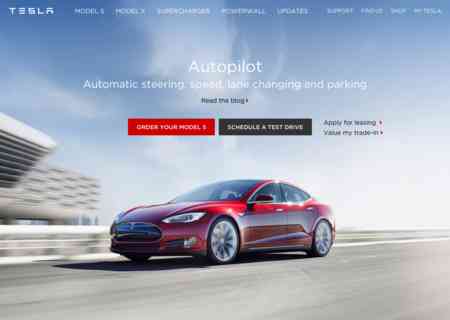 TESLA MODEL S MODEL X SUPERCHARGER POWERWALL UPDATES SUPPORT FIND US SHOP MY TESLA
Autopilot
Automatic steering, speed, lane changing and parking
Read the blog
ORDER YOUR MODEL S SCHEDULE A TEST DRIVE Apply for leasing
Value my trade-in